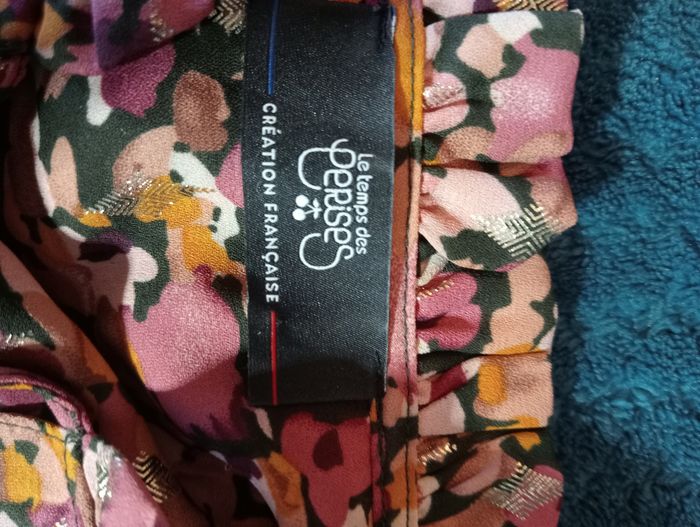 le temps des
cerises
CRÉATION FRANÇAISE